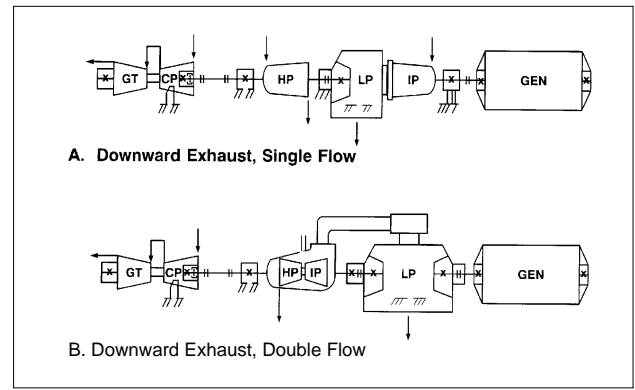 GT CP HP LP IP GEN
A. Downward Exhaust, Single Flow
GT CP HP IP LP GEN
B. Downward Exhaust, Double Flow